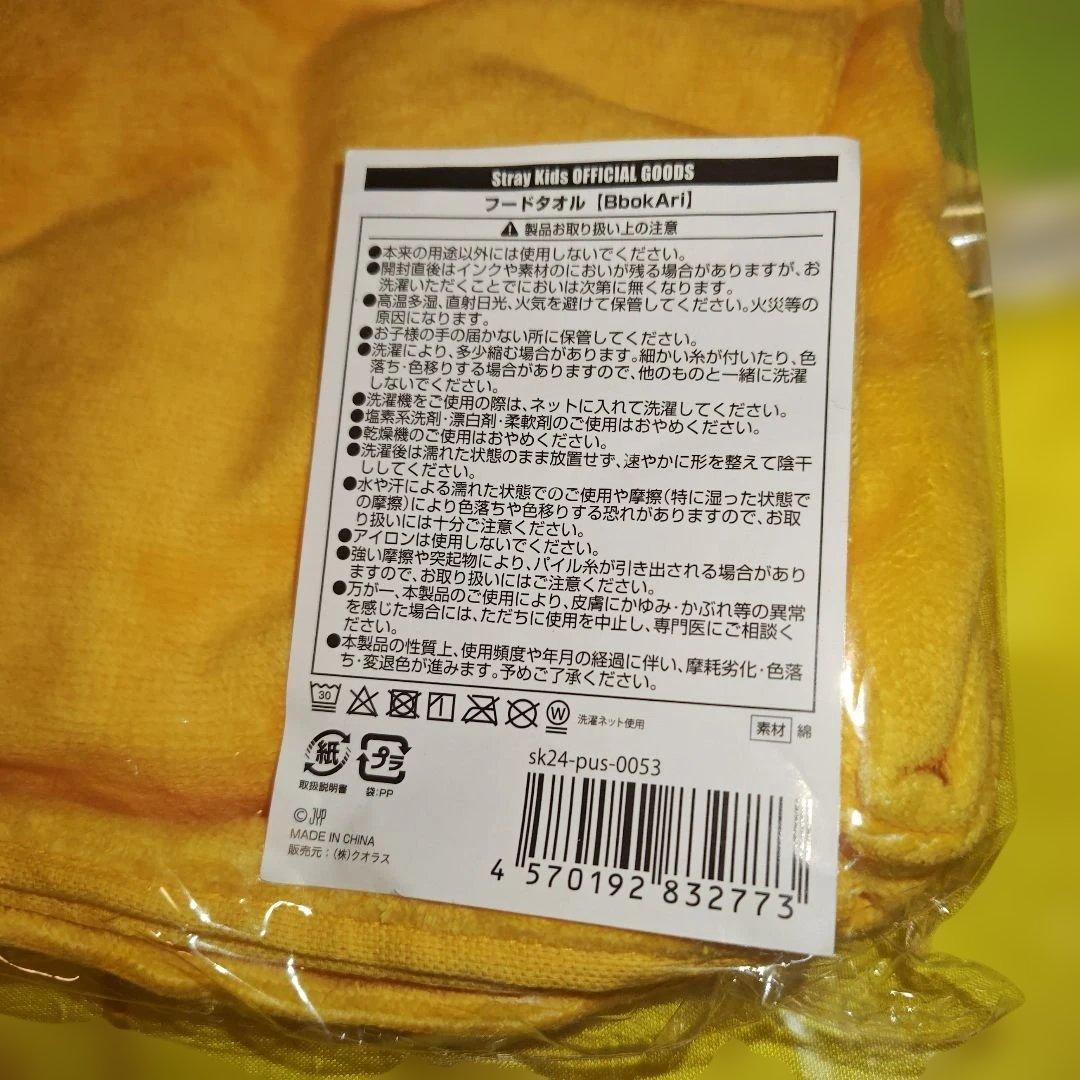 Stray Kids OFFICIAL GOODS
フードタオル【BbokAri】
製品お取り扱い上の注意
●本来の用途以外には使用しないでください。
●開封直後はインクや素材のにおいが残る場合がありますが、お
洗濯いただくことでにおいは次第に無くなります。
●高温多湿、直射日光、火気を避けて保管してください。火災等の
原因になります。
●お子様の手の届かない所に保管してください。
●洗濯により、多少縮む場合があります。細かい糸が付いたり、色
落ち・色移りする場合がありますので、他のものと一緒に洗濯
しないでください。
●洗濯機をご使用の際は、ネットに入れて洗濯してください。
●塩素系洗剤・漂白剤・柔軟剤のご使用はおやめください。
●乾燥機のご使用はおやめください。
●洗濯後は濡れた状態のまま放置せず、速やかに形を整えて陰干
ししてください。
●水や汗による濡れた状態でのご使用や摩擦(特に湿った状態で
の摩擦)により色落ちや色移りする恐れがありますので、お取
り扱いには十分ご注意ください。
●アイロンは使用しないでください。
●強い摩擦や突起物により、パイル糸が引き出される場合があり
ますので、お取り扱いにはご注意ください。
●万が一、本製品のご使用により、皮膚にかゆみ・かぶれ等の異常
を感じた場合には、ただちに使用を中止し、専門医にご相談く
ださい。
●本製品の性質上、使用頻度や年月の経過に伴い、摩耗劣化・色落
ち・変退色が進みます。予めご了承ください。
30 W 洗濯ネット使用 素材 綿
紙 プラ
取扱説明書 袋:PP
sk24-pus-0053
© JYP
MADE IN CHINA
販売元:(株)クオラス
4 570192 832773